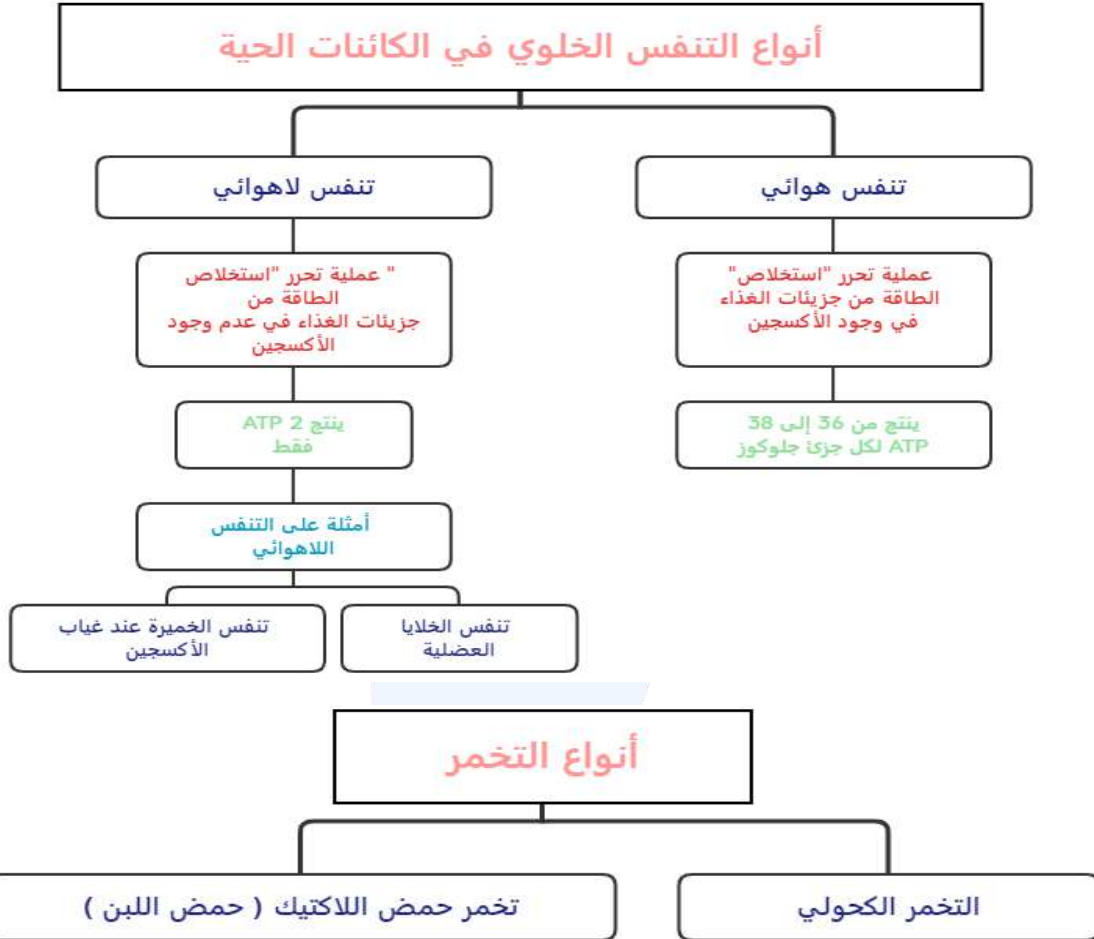 أنواع التنفس الخلوي في الكائنات الحية
تنفس هوائي
عملية تحرر "استخلاص"
الطاقة من جزيئات الغذاء
في وجود الأكسجين
ينتج من 36 إلى 38
ATP لكل جزئ جلوكوز
تنفس لاهوائي
" عملية تحرر "استخلاص
الطاقة من
جزيئات الغذاء في عدم وجود
الأكسجين
ينتج 2 ATP
فقط
أمثلة على التنفس
اللاهوائي
تنفس الخلايا
العضلية
تنفس الخميرة عند غياب
الأكسجين
أنواع التخمر
التخمر الكحولي
تخمر حمض اللاكتيك ( حمض اللبن )